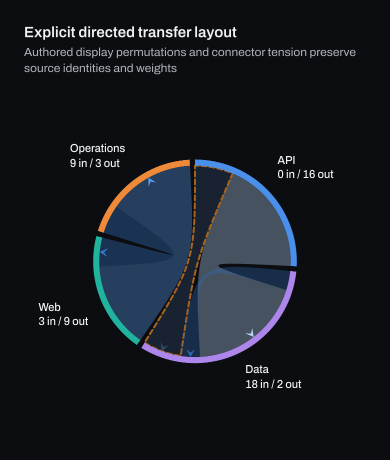 Explicit directed transfer layout
Authored display permutations and connector tension preserve
source identities and weights
Operations
9 in / 3 out
API
0 in / 16 out
Web
3 in / 9 out
Data
18 in / 2 out